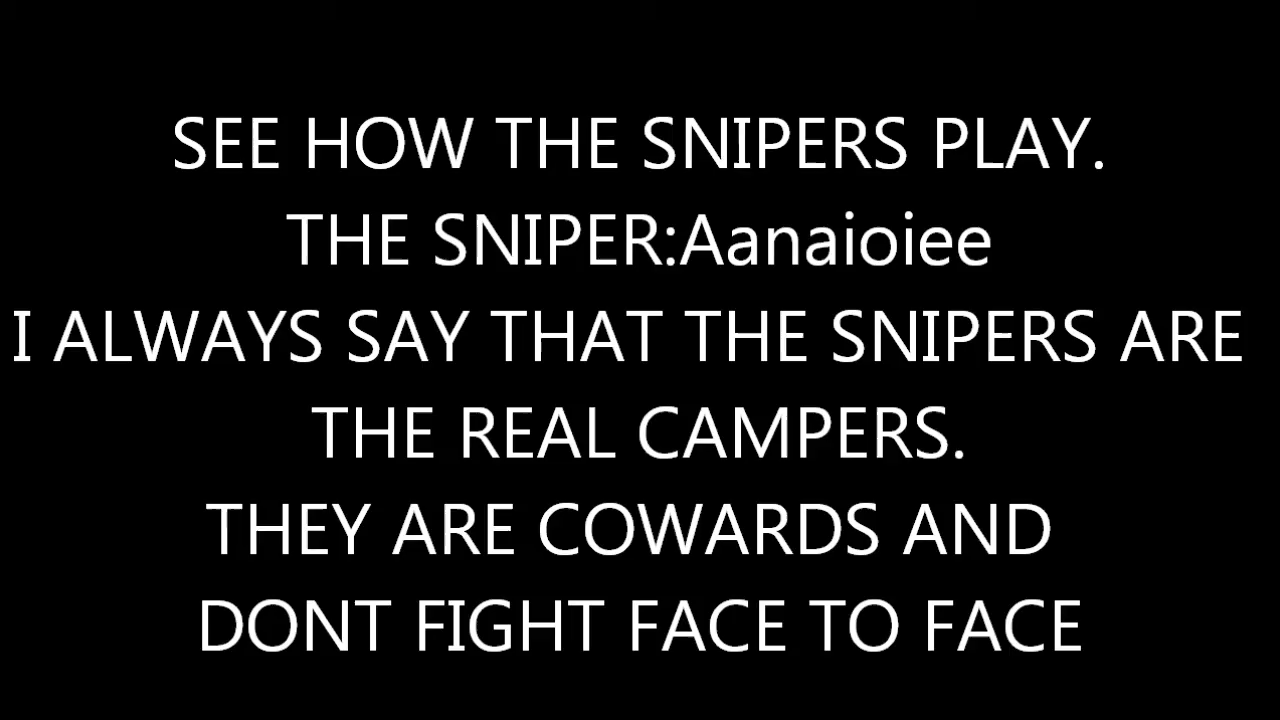 SEE HOW THE SNIPERS PLAY.
THE SNIPER:Aanaioiee
I ALWAYS SAY THAT THE SNIPERS ARE
THE REAL CAMPERS.
THEY ARE COWARDS AND
DONT FIGHT FACE TO FACE